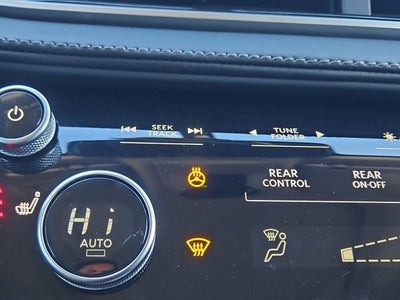 SEEK
TRACK
TUNE
FOLDER
REAR
CONTROL
REAR
ON-OFF
Hi
AUTO